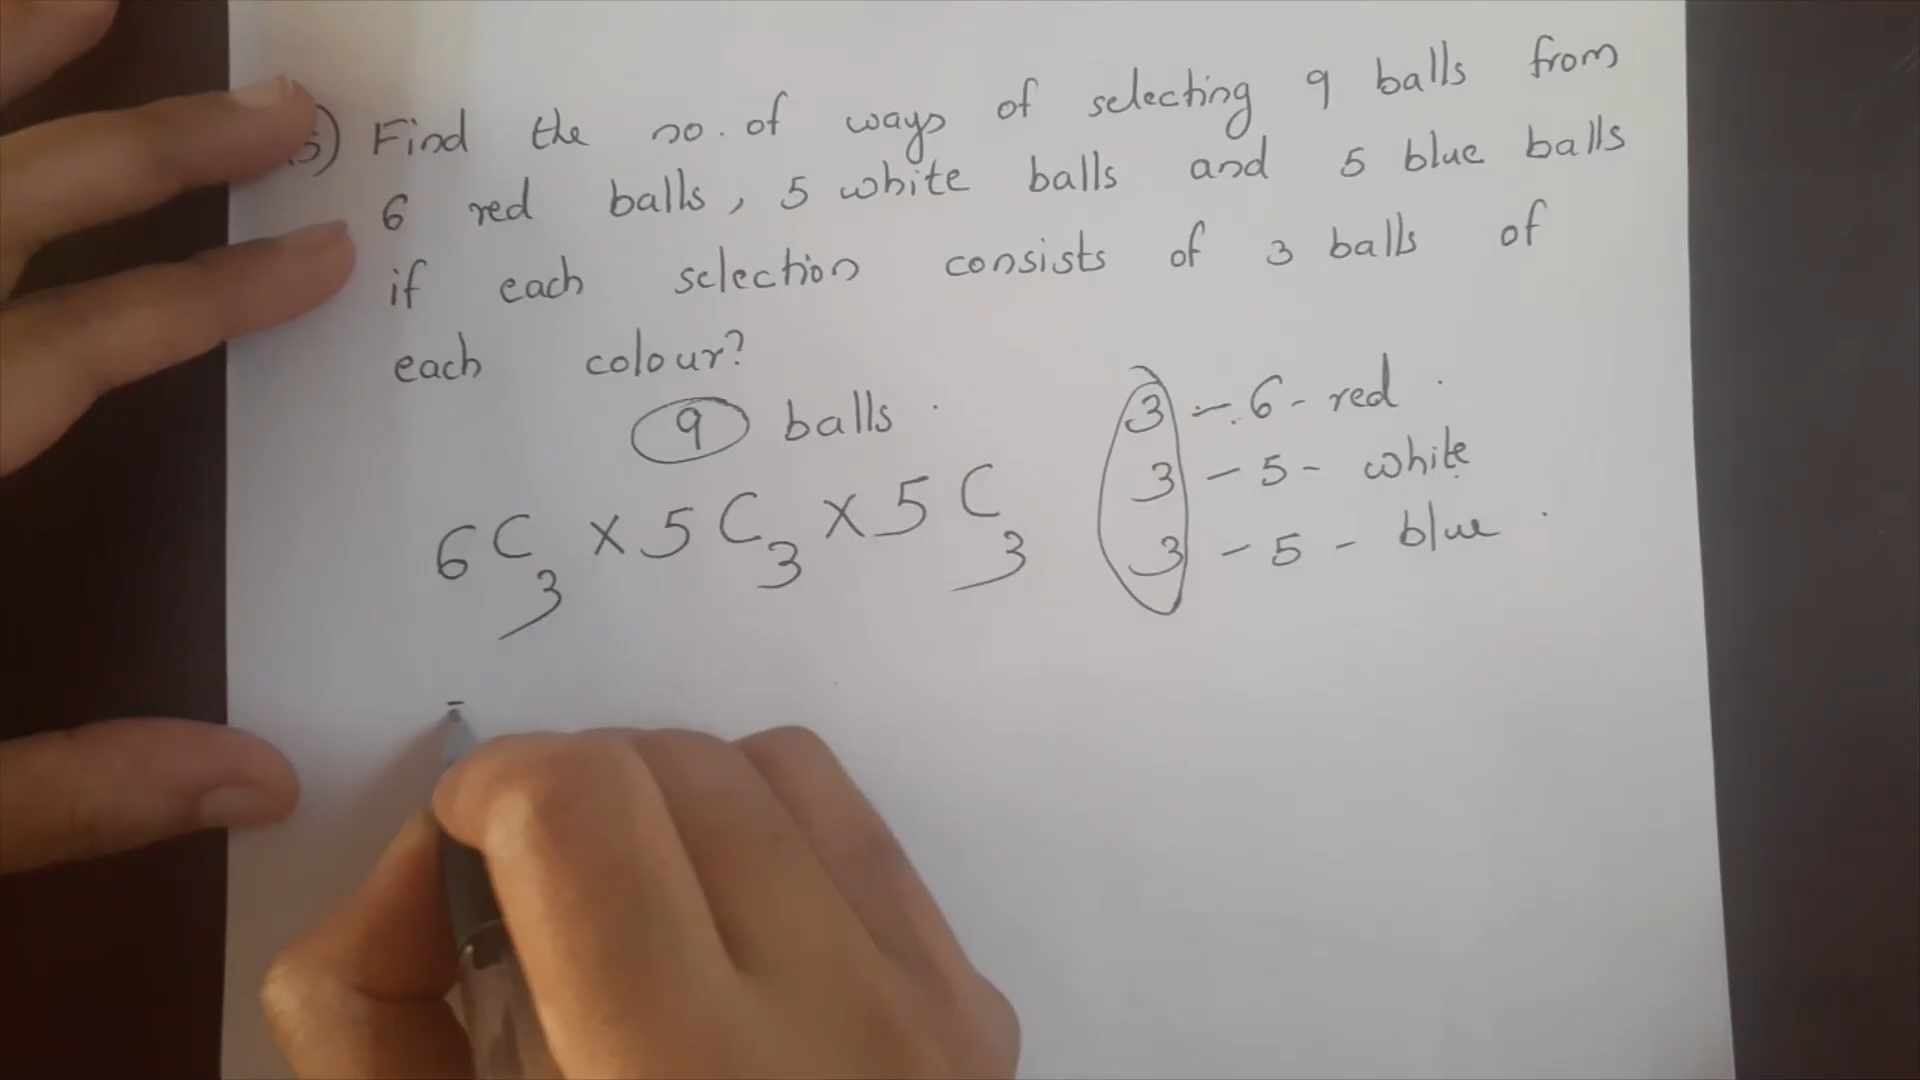 5) Find the no. of ways of selecting 9 balls from
6 red balls, 5 white balls and 5 blue balls
if each selection consists of 3 balls of
each colour?
9 balls.
3 - 6 - red.
3 - 5 - white
3 - 5 - blue.
6C3 x 5C3 x 5C3